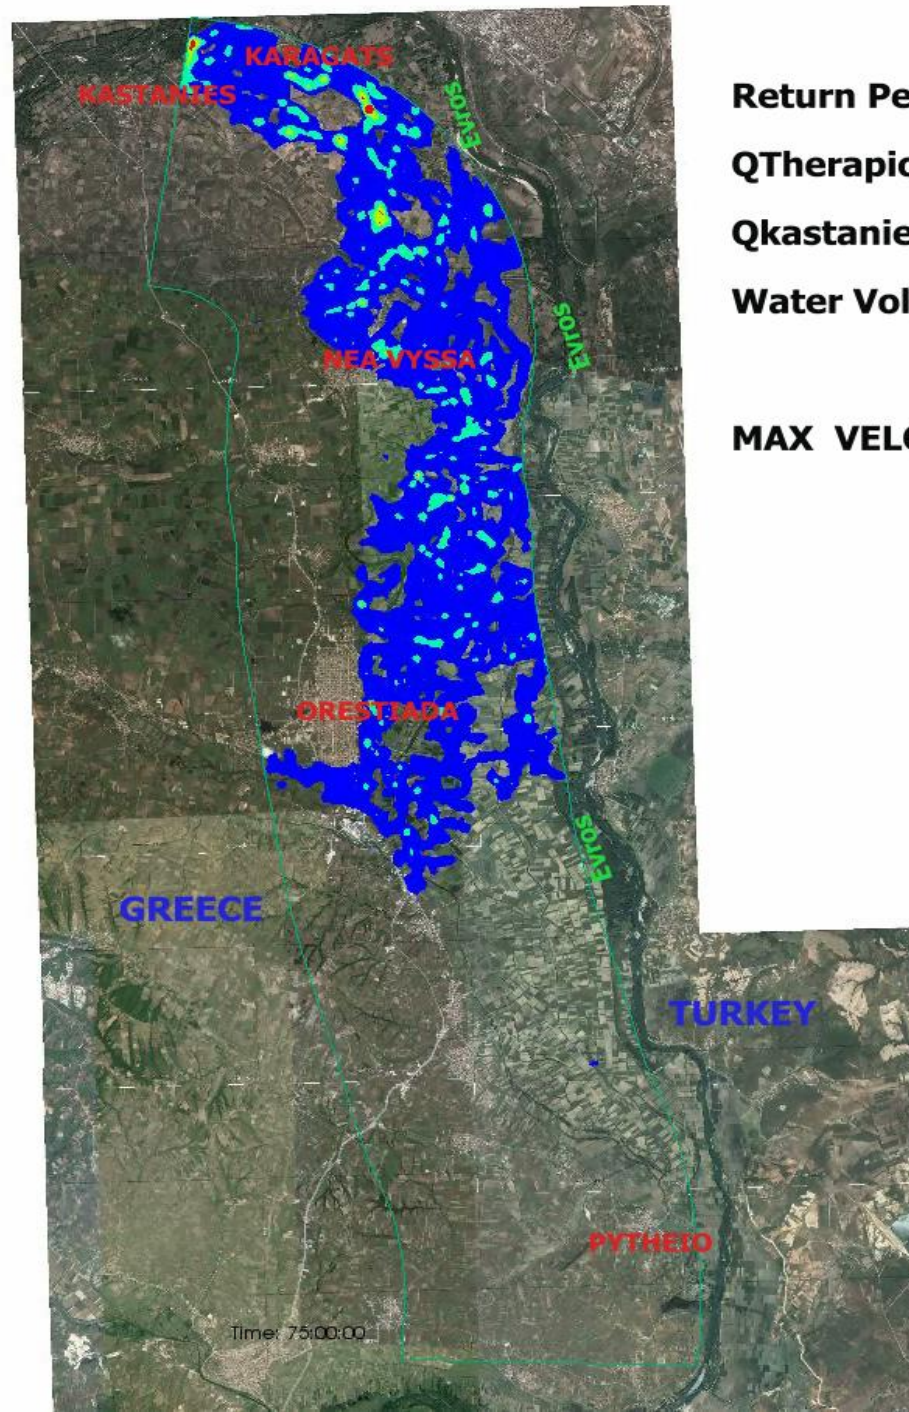 KARAGATS
KASTANIES
Evros
Return Pe
QTherapio
Qkastanie
Water Vol
Evros
NEA VYSSA
MAX VELO
ORESTIADA
Evros
GREECE
TURKEY
PYTHEIO
Time: 75:00:00